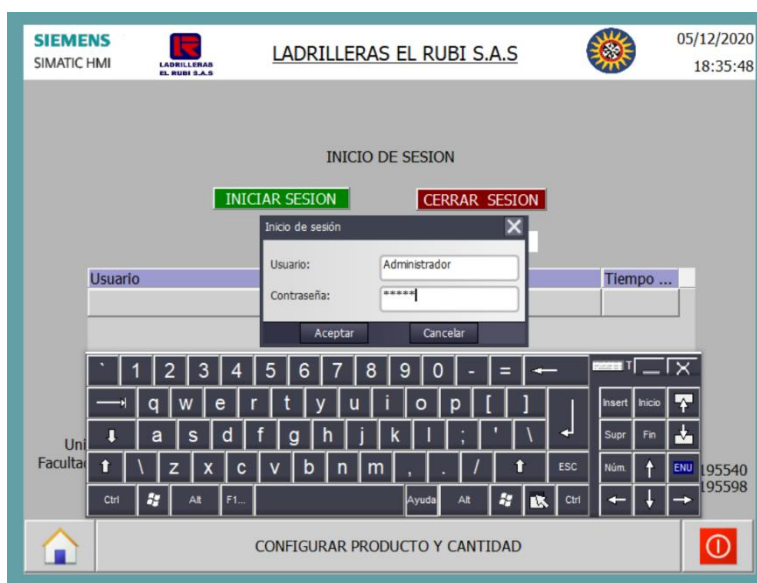 SIEMENS
SIMATIC HMI
LADRILLERAS
EL RUBI S.A.S
LADRILLERAS EL RUBI S.A.S
05/12/2020
18:35:48
INICIO DE SESION
INICIAR SESION
CERRAR SESION
Inicio de sesión
Usuario:
Administrador
Contraseña:
*****
Aceptar
Cancelar
Usuario
Tiempo ...
` 1 2 3 4 5 6 7 8 9 0 - =
q w e r t y u i o p [ ]
Insert Inicio
a s d f g h j k l ; ' \
Supr Fin
\ z x c v b n m , . / ESC
Núm. ENU
Ctrl Alt F1... Ayuda Alt Ctrl
Uni
Faculta
195540
195598
CONFIGURAR PRODUCTO Y CANTIDAD